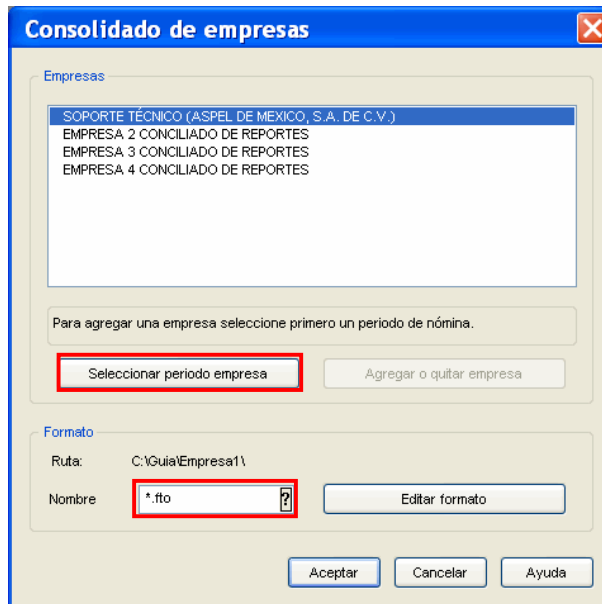 Consolidado de empresas
Empresas
SOPORTE TÉCNICO (ASPEL DE MEXICO, S.A. DE C.V.)
EMPRESA 2 CONCILIADO DE REPORTES
EMPRESA 3 CONCILIADO DE REPORTES
EMPRESA 4 CONCILIADO DE REPORTES
Para agregar una empresa seleccione primero un periodo de nómina.
Seleccionar periodo empresa Agregar o quitar empresa
Formato
Ruta: C:\Guia\Empresa1\
Nombre *.fto ? Editar formato
Aceptar Cancelar Ayuda